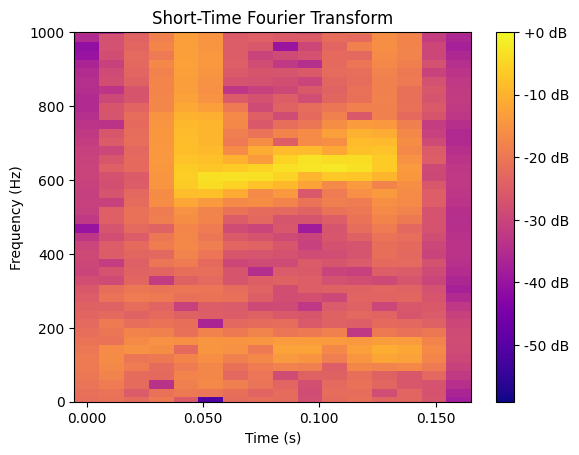 Short-Time Fourier Transform
1000
800
600
400
200
0
Frequency (Hz)
0.000
0.050
0.100
0.150
Time (s)
+0 dB
-10 dB
-20 dB
-30 dB
-40 dB
-50 dB